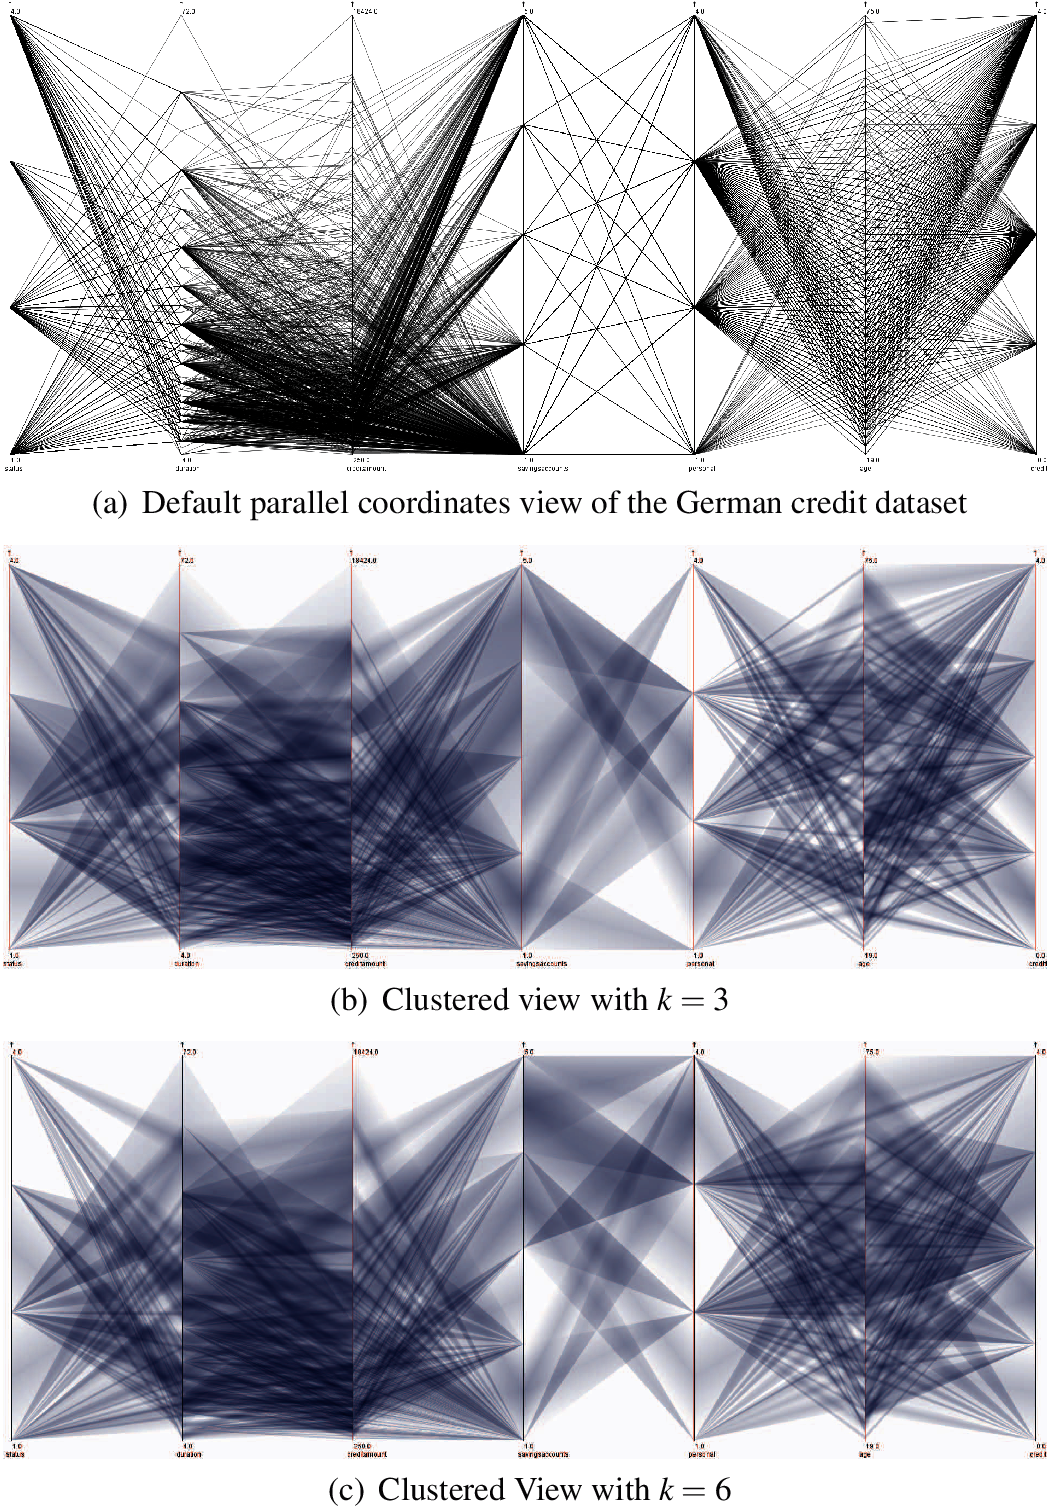 4.0 72.0 18424.0 5.0 4.0 75.0 4.0
1.0 4.0 250.0 1.0 1.0 19.0 0.0
status duration creditamount savingsaccounts personal age credit
(a) Default parallel coordinates view of the German credit dataset
4.0 72.0 18424.0 5.0 4.0 75.0 4.0
1.0 4.0 250.0 1.0 1.0 19.0 0.0
status duration creditamount savingsaccounts personal age credit
(b) Clustered view with k = 3
4.0 72.0 18424.0 5.0 4.0 75.0 4.0
1.0 4.0 250.0 1.0 1.0 19.0 0.0
status duration creditamount savingsaccounts personal age credit
(c) Clustered View with k = 6